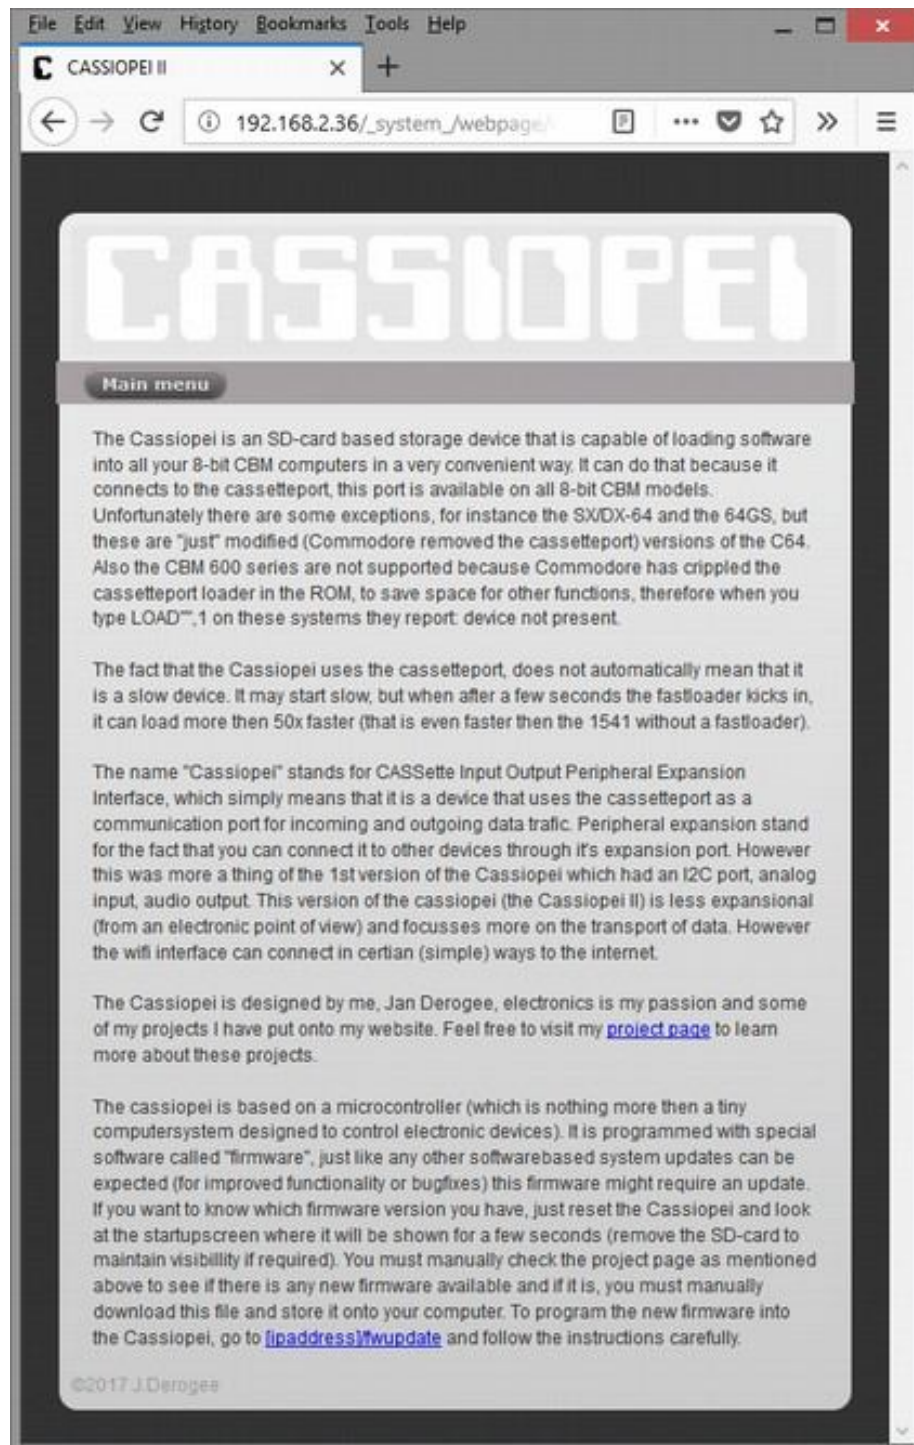 File Edit View History Bookmarks Tools Help
CASSIOPEI II
192.168.2.36/_system_/webpage/
CASSIOPEI
Main menu
The Cassiopei is an SD-card based storage device that is capable of loading software
into all your 8-bit CBM computers in a very convenient way. It can do that because it
connects to the cassetteport, this port is available on all 8-bit CBM models.
Unfortunately there are some exceptions, for instance the SX/DX-64 and the 64GS, but
these are "just" modified (Commodore removed the cassetteport) versions of the C64.
Also the CBM 600 series are not supported because Commodore has crippled the
cassetteport loader in the ROM, to save space for other functions, therefore when you
type LOAD"",1 on these systems they report: device not present.
The fact that the Cassiopei uses the cassetteport, does not automatically mean that it
is a slow device. It may start slow, but when after a few seconds the fastloader kicks in,
it can load more then 50x faster (that is even faster then the 1541 without a fastloader).
The name "Cassiopei" stands for CASSette Input Output Peripheral Expansion
Interface, which simply means that it is a device that uses the cassetteport as a
communication port for incoming and outgoing data trafic. Peripheral expansion stand
for the fact that you can connect it to other devices through it's expansion port. However
this was more a thing of the 1st version of the Cassiopei which had an I2C port, analog
input, audio output. This version of the cassiopei (the Cassiopei II) is less expansional
(from an electronic point of view) and focusses more on the transport of data. However
the wifi interface can connect in certian (simple) ways to the internet.
The Cassiopei is designed by me, Jan Derogee, electronics is my passion and some
of my projects I have put onto my website. Feel free to visit my project page to learn
more about these projects.
The cassiopei is based on a microcontroller (which is nothing more then a tiny
computersystem designed to control electronic devices). It is programmed with special
software called "firmware", just like any other softwarebased system updates can be
expected (for improved functionality or bugfixes) this firmware might require an update.
If you want to know which firmware version you have, just reset the Cassiopei and look
at the startupscreen where it will be shown for a few seconds (remove the SD-card to
maintain visibillity if required). You must manually check the project page as mentioned
above to see if there is any new firmware available and if it is, you must manually
download this file and store it onto your computer. To program the new firmware into
the Cassiopei, go to [ipaddress]/fwupdate and follow the instructions carefully.
©2017 J.Derogee